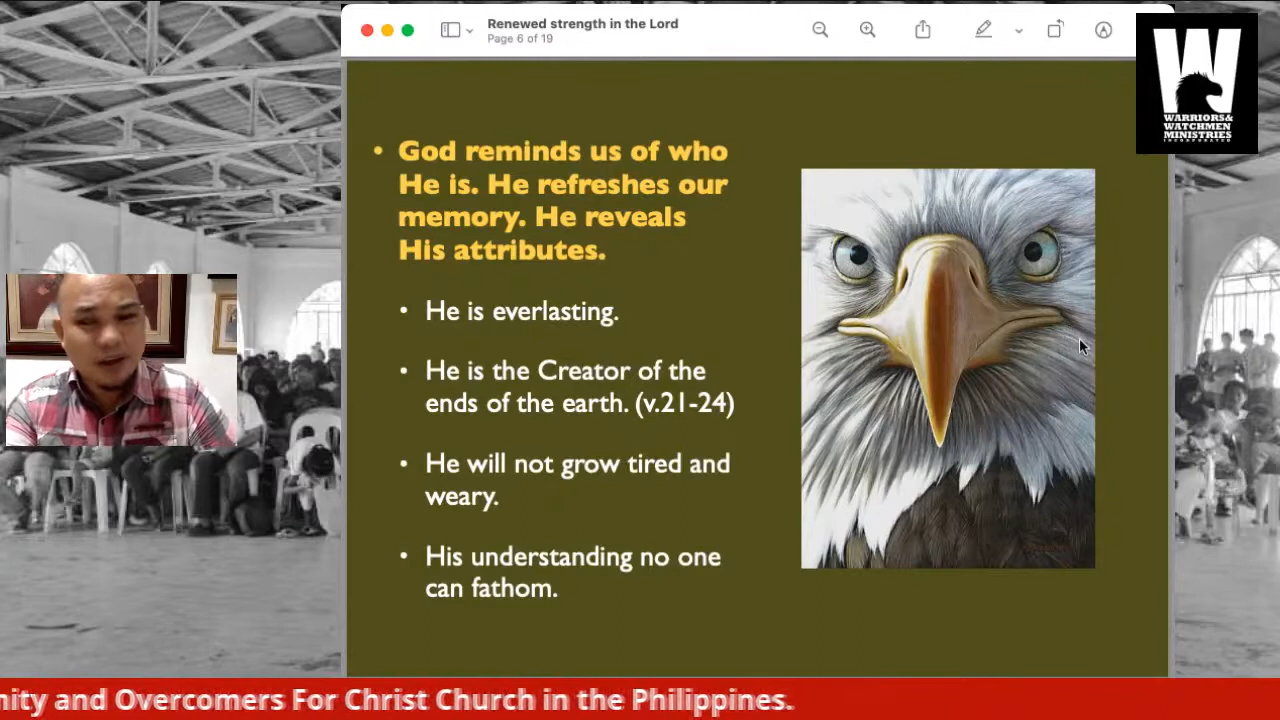 Renewed strength in the Lord
Page 6 of 19
W
WARRIORS&
WATCHMEN
MINISTRIES
INCORPORATED
• God reminds us of who
He is. He refreshes our
memory. He reveals
His attributes.
• He is everlasting.
• He is the Creator of the
ends of the earth. (v.21-24)
• He will not grow tired and
weary.
• His understanding no one
can fathom.
and Overcomers For Christ Church in the Philippines.